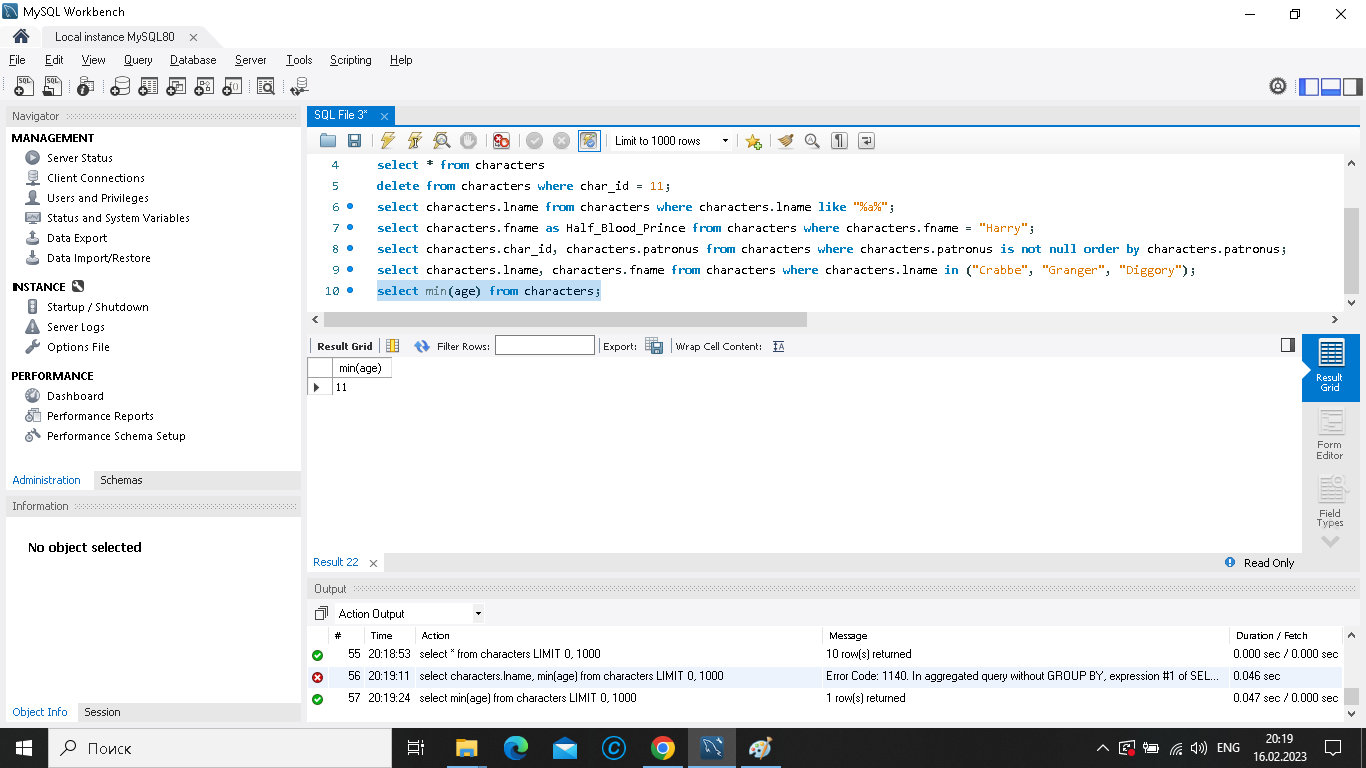 MySQL Workbench
Local instance MySQL80
File Edit View Query Database Server Tools Scripting Help
Navigator
MANAGEMENT
Server Status
Client Connections
Users and Privileges
Status and System Variables
Data Export
Data Import/Restore
INSTANCE
Startup / Shutdown
Server Logs
Options File
PERFORMANCE
Dashboard
Performance Reports
Performance Schema Setup
Administration Schemas
Information
No object selected
Object Info Session
SQL File 3*
Limit to 1000 rows
4 select * from characters
5 delete from characters where char_id = 11;
6 select characters.lname from characters where characters.lname like "%a%";
7 select characters.fname as Half_Blood_Prince from characters where characters.fname = "Harry";
8 select characters.char_id, characters.patronus from characters where characters.patronus is not null order by characters.patronus;
9 select characters.lname, characters.fname from characters where characters.lname in ("Crabbe", "Granger", "Diggory");
10 select min(age) from characters;
Result Grid Filter Rows: Export: Wrap Cell Content:
min(age)
11
Result Grid
Form Editor
Field Types
Result 22 Read Only
Output
Action Output
# Time Action Message Duration / Fetch
55 20:18:53 select * from characters LIMIT 0, 1000 10 row(s) returned 0.000 sec / 0.000 sec
56 20:19:11 select characters.lname, min(age) from characters LIMIT 0, 1000 Error Code: 1140. In aggregated query without GROUP BY, expression #1 of SEL... 0.046 sec
57 20:19:24 select min(age) from characters LIMIT 0, 1000 1 row(s) returned 0.047 sec / 0.000 sec
Поиск
ENG
20:19
16.02.2023